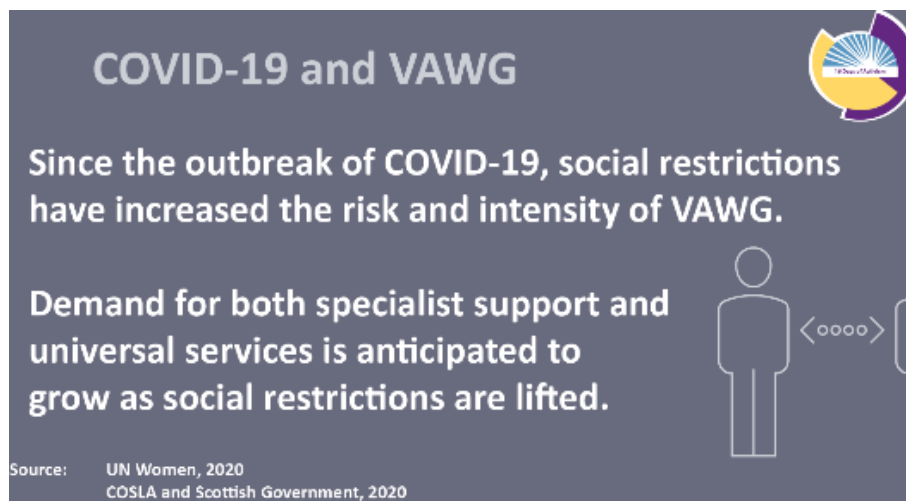 COVID-19 and VAWG
Since the outbreak of COVID-19, social restrictions
have increased the risk and intensity of VAWG.
Demand for both specialist support and
universal services is anticipated to
grow as social restrictions are lifted.
Source: UN Women, 2020
COSLA and Scottish Government, 2020